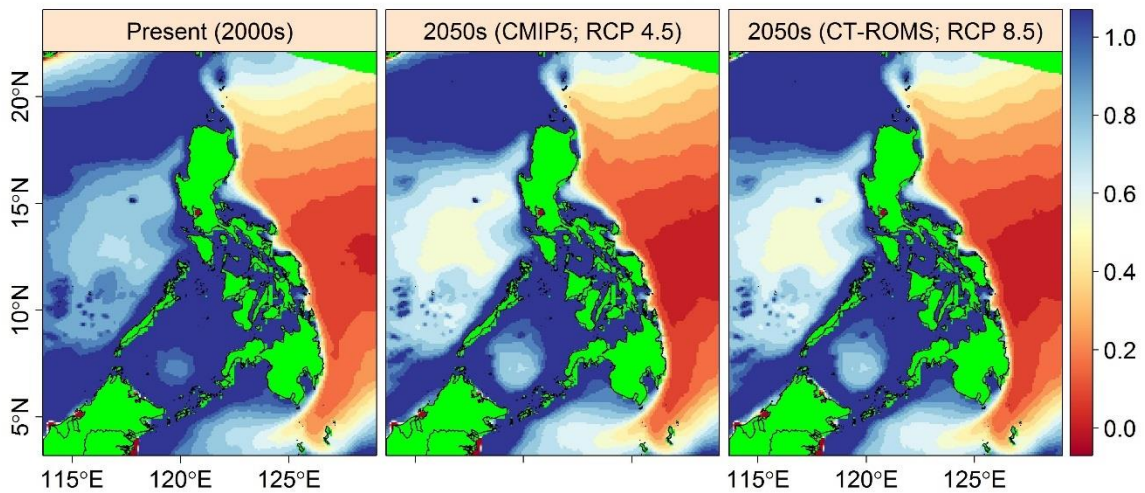 Present (2000s)
2050s (CMIP5; RCP 4.5)
2050s (CT-ROMS; RCP 8.5)
20°N
15°N
10°N
5°N
115°E
120°E
125°E
115°E
120°E
125°E
1.0
0.8
0.6
0.4
0.2
0.0